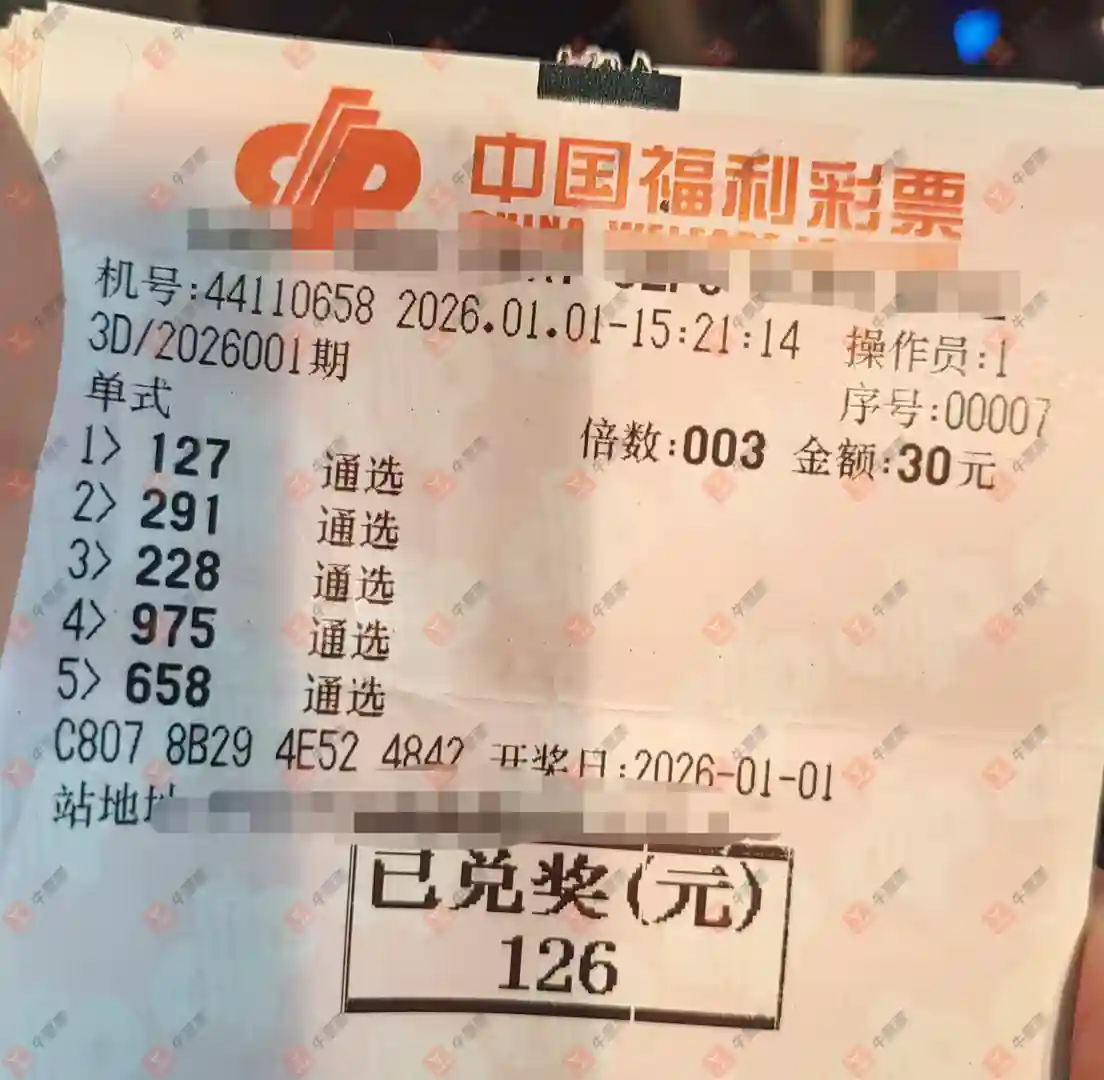 中国福利彩票
机号:44110658 2026.01.01-15:21:14 操作员:1
3D/2026001期 序号:00007
单式 倍数:003 金额:30元
1> 127 通选
2> 291 通选
3> 228 通选
4> 975 通选
5> 658 通选
C807 8B29 4E52 4842 开奖日:2026-01-01
站地址
已兑奖(元)
126